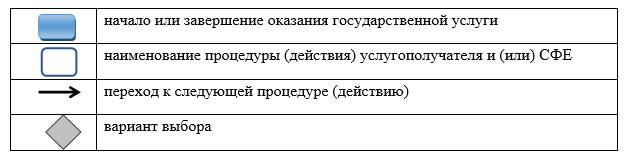 начало или завершение оказания государственной услуги
наименование процедуры (действия) услугополучателя и (или) СФЕ
переход к следующей процедуре (действию)
вариант выбора